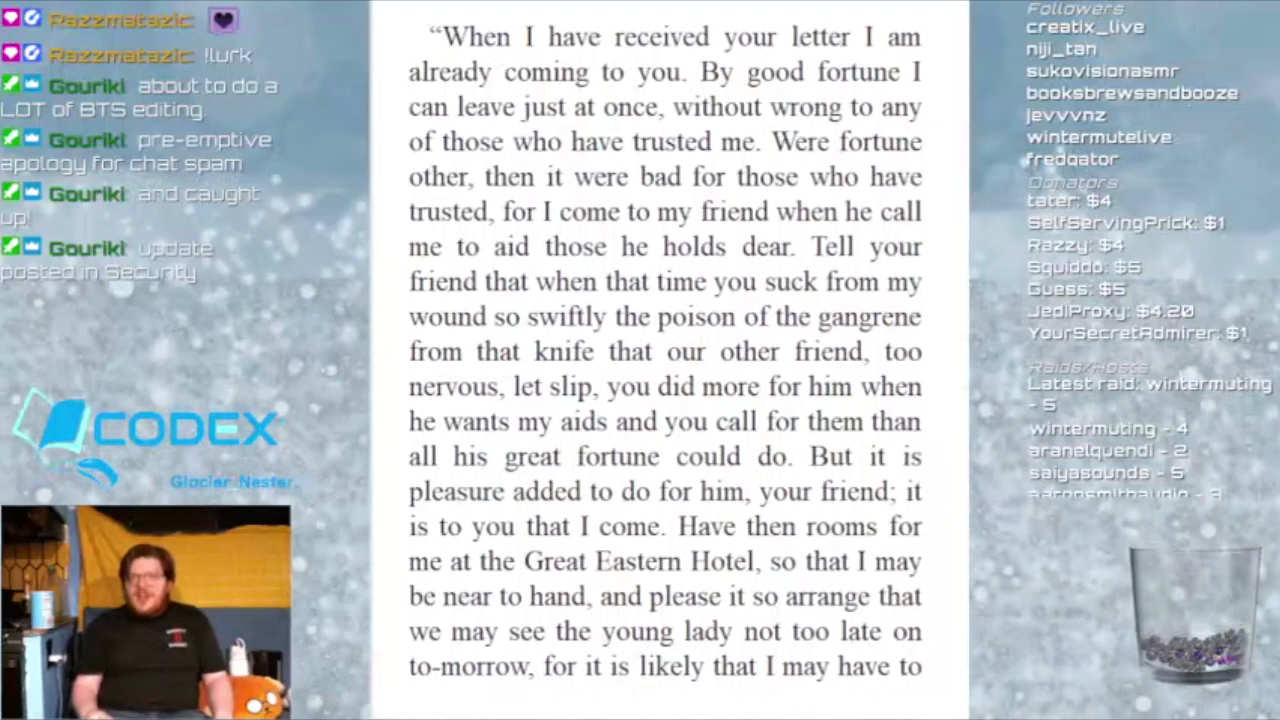 Razzmatazic:
Razzmatazic: !lurk
Gouriki: about to do a
LOT of BTS editing.
Gouriki: pre-emptive
apology for chat spam
Gouriki: and caught
up!
Gouriki: update
posted in Security
CODEX
Glacier_Nester
“When I have received your letter I am
already coming to you. By good fortune I
can leave just at once, without wrong to any
of those who have trusted me. Were fortune
other, then it were bad for those who have
trusted, for I come to my friend when he call
me to aid those he holds dear. Tell your
friend that when that time you suck from my
wound so swiftly the poison of the gangrene
from that knife that our other friend, too
nervous, let slip, you did more for him when
he wants my aids and you call for them than
all his great fortune could do. But it is
pleasure added to do for him, your friend; it
is to you that I come. Have then rooms for
me at the Great Eastern Hotel, so that I may
be near to hand, and please it so arrange that
we may see the young lady not too late on
to-morrow, for it is likely that I may have to
Followers
creatix_live
niji_tan
sukovisionasmr
booksbrewsandbooze
jevvvnz
wintermutelive
fredgator
Donators
tater: $4
SelfServingPrick: $1
Razzy: $4
Squiddo: $5
Guess: $5
JediProxy: $4.20
YourSecretAdmirer: $1
Raids/Hosts
Latest raid: wintermuting
- 5
wintermuting - 4
aranelquendi - 2
saiyasounds - 5